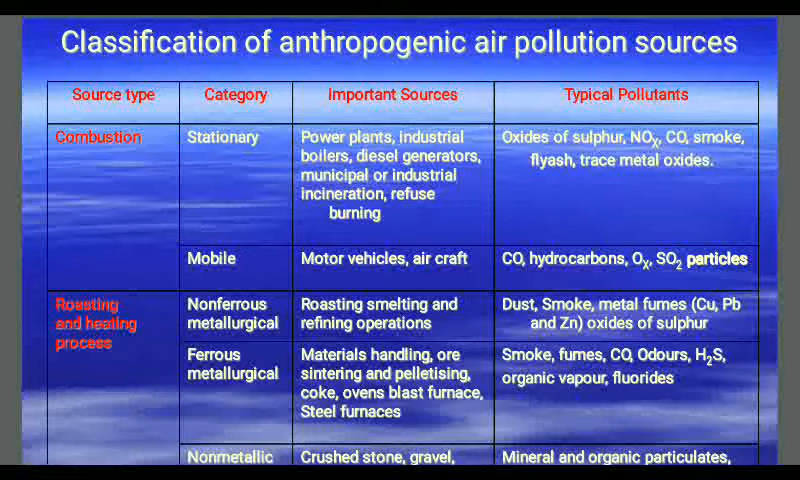 Classification of anthropogenic air pollution sources
Source type Category Important Sources Typical Pollutants
Combustion
Stationary
Power plants, industrial
boilers, diesel generators,
municipal or industrial
incineration, refuse
burning
Oxides of sulphur, NOX, CO, smoke,
flyash, trace metal oxides.
Mobile
Motor vehicles, air craft
CO, hydrocarbons, OX, SO2 particles
Roasting
and heating
process
Nonferrous
metallurgical
Roasting smelting and
refining operations
Dust, Smoke, metal fumes (Cu, Pb
and Zn) oxides of sulphur
Ferrous
metallurgical
Materials handling, ore
sintering and pelletising,
coke, ovens blast furnace,
Steel furnaces
Smoke, fumes, CO, Odours, H2S,
organic vapour, fluorides
Nonmetallic
Crushed stone, gravel,
Mineral and organic particulates,